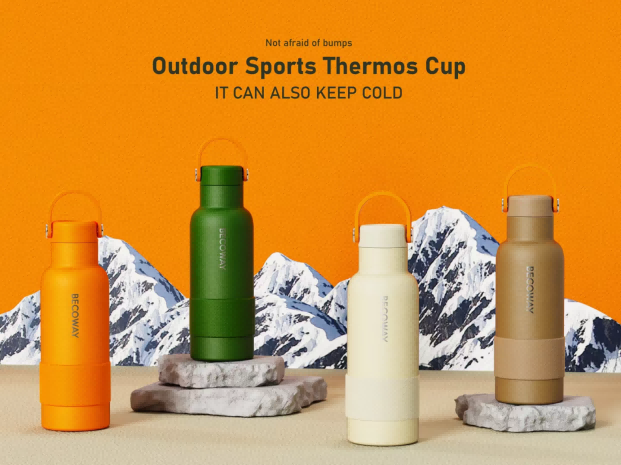 Not afraid of bumps
Outdoor Sports Thermos Cup
IT CAN ALSO KEEP COLD
BECOWAY
BECOWAY
BECOWAY
BECOWAY